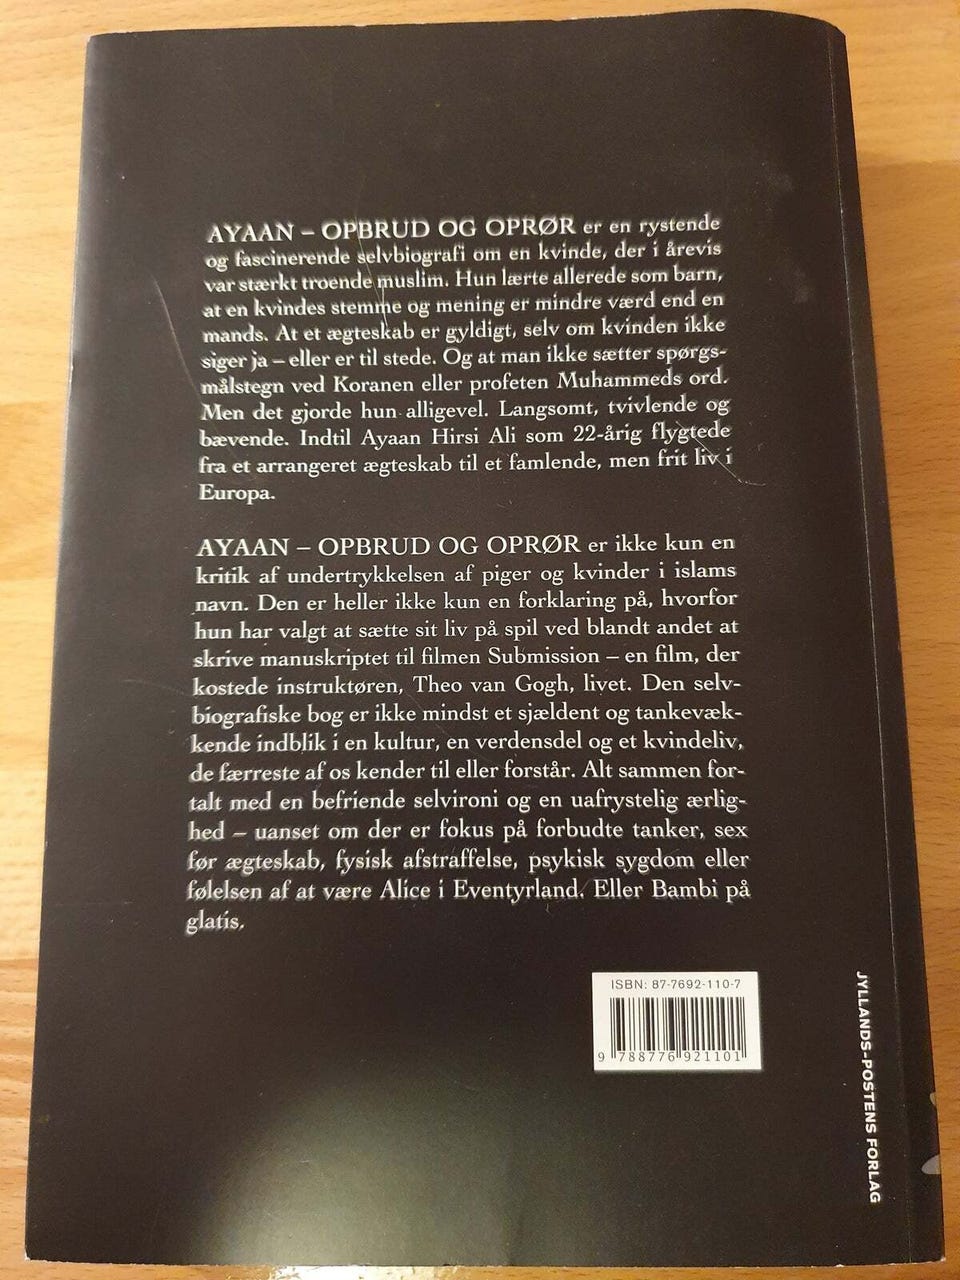 AYAAN – OPBRUD OG OPRØR er en rystende
og fascinerende selvbiografi om en kvinde, der i årevis
var stærkt troende muslim. Hun lærte allerede som barn,
at en kvindes stemme og mening er mindre værd end en
mands. At et ægteskab er gyldigt, selv om kvinden ikke
siger ja – eller er til stede. Og at man ikke sætter spørgs-
målstegn ved Koranen eller profeten Muhammeds ord.
Men det gjorde hun alligevel. Langsomt, tvivlende og
bævende. Indtil Ayaan Hirsi Ali som 22-årig flygtede
fra et arrangeret ægteskab til et famlende, men frit liv i
Europa.
AYAAN – OPBRUD OG OPRØR er ikke kun en
kritik af undertrykkelsen af piger og kvinder i islams
navn. Den er heller ikke kun en forklaring på, hvorfor
hun har valgt at sætte sit liv på spil ved blandt andet at
skrive manuskriptet til filmen Submission – en film, der
kostede instruktøren, Theo van Gogh, livet. Den selv-
biografiske bog er ikke mindst et sjældent og tankevæk-
kende indblik i en kultur, en verdensdel og et kvindeliv,
de færreste af os kender til eller forstår. Alt sammen for-
talt med en befriende selvironi og en uafrystelig ærlig-
hed – uanset om der er fokus på forbudte tanker, sex
før ægteskab, fysisk afstraffelse, psykisk sygdom eller
følelsen af at være Alice i Eventyrland. Eller Bambi på
glatis.
ISBN: 87-7692-110-7
9 788776 921101
JYLLANDS-POSTENS FORLAG